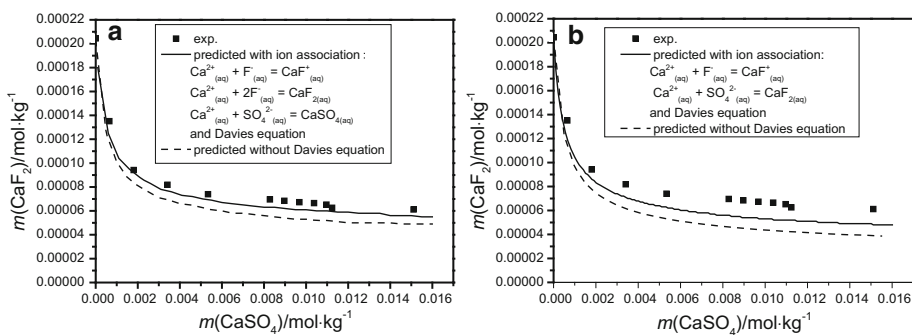 a
exp.
predicted with ion association :
Ca²⁺(aq) + F⁻(aq) = CaF⁺(aq)
Ca²⁺(aq) + 2F⁻(aq) = CaF₂(aq)
Ca²⁺(aq) + SO₄²⁻(aq) = CaSO₄(aq)
and Davies equation
predicted without Davies equation
0.00022
0.00020
0.00018
0.00016
0.00014
0.00012
0.00010
0.00008
0.00006
0.00004
0.00002
0.00000
m(CaF₂)/mol·kg⁻¹
0.000 0.002 0.004 0.006 0.008 0.010 0.012 0.014 0.016
m(CaSO₄)/mol·kg⁻¹
b
exp.
predicted with ion association:
Ca²⁺(aq) + F⁻(aq) = CaF⁺(aq)
Ca²⁺(aq) + SO₄²⁻(aq) = CaF₂(aq)
and Davies equation
predicted without Davies equation
0.00022
0.00020
0.00018
0.00016
0.00014
0.00012
0.00010
0.00008
0.00006
0.00004
0.00002
0.00000
m(CaF₂)/mol·kg⁻¹
0.000 0.002 0.004 0.006 0.008 0.010 0.012 0.014 0.016
m(CaSO₄)/mol·kg⁻¹